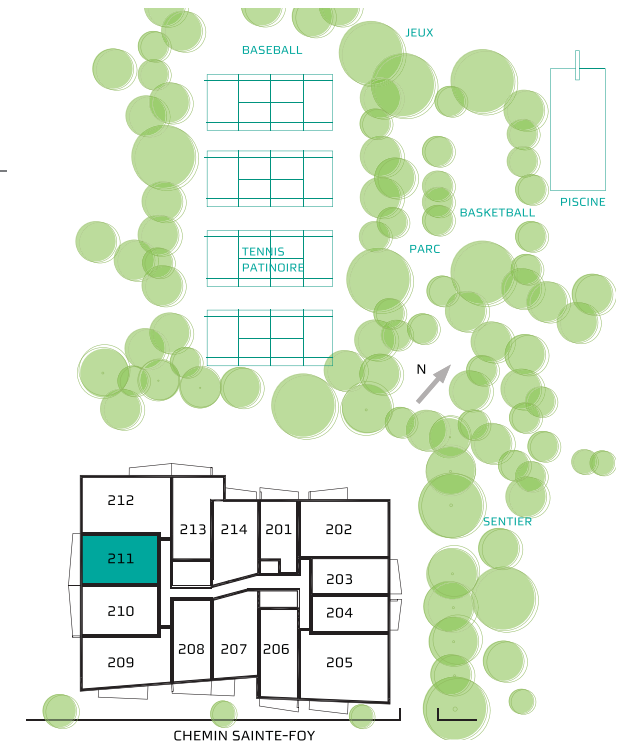 JEUX
BASEBALL
PISCINE
BASKETBALL
TENNIS
PATINOIRE
PARC
N
212
213
214
201
202
211
203
210
204
209
208
207
206
205
SENTIER
CHEMIN SAINTE-FOY